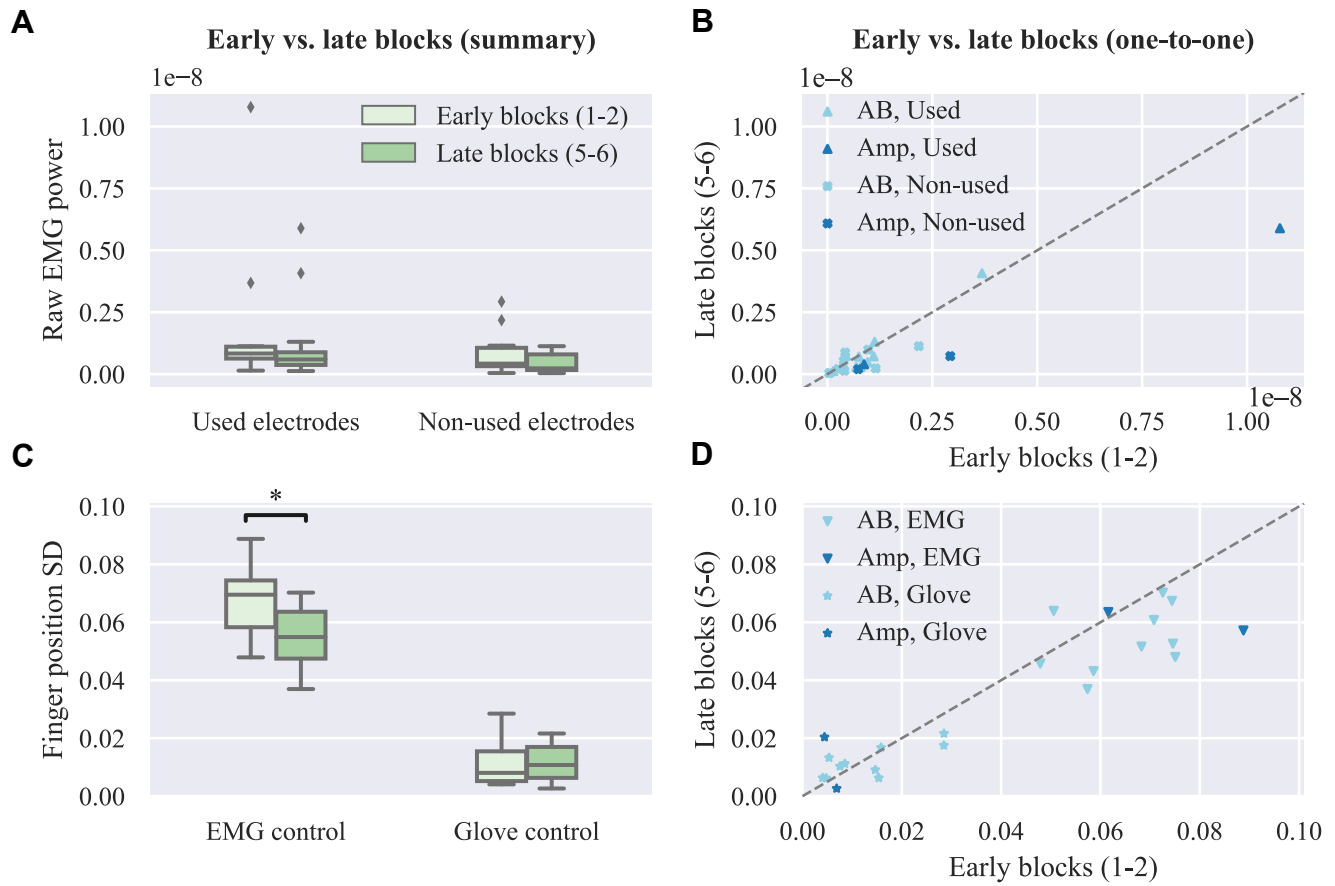 A
Early vs. late blocks (summary)
1e−8
Raw EMG power
1.00
0.75
0.50
0.25
0.00
Early blocks (1-2)
Late blocks (5-6)
Used electrodes
Non-used electrodes
B
Early vs. late blocks (one-to-one)
1e−8
Late blocks (5-6)
1.00
0.75
0.50
0.25
0.00
AB, Used
Amp, Used
AB, Non-used
Amp, Non-used
1e−8
0.00
0.25
0.50
0.75
1.00
Early blocks (1-2)
C
Finger position SD
0.10
0.08
0.06
0.04
0.02
0.00
*
EMG control
Glove control
D
Late blocks (5-6)
0.10
0.08
0.06
0.04
0.02
0.00
AB, EMG
Amp, EMG
AB, Glove
Amp, Glove
0.00
0.02
0.04
0.06
0.08
0.10
Early blocks (1-2)